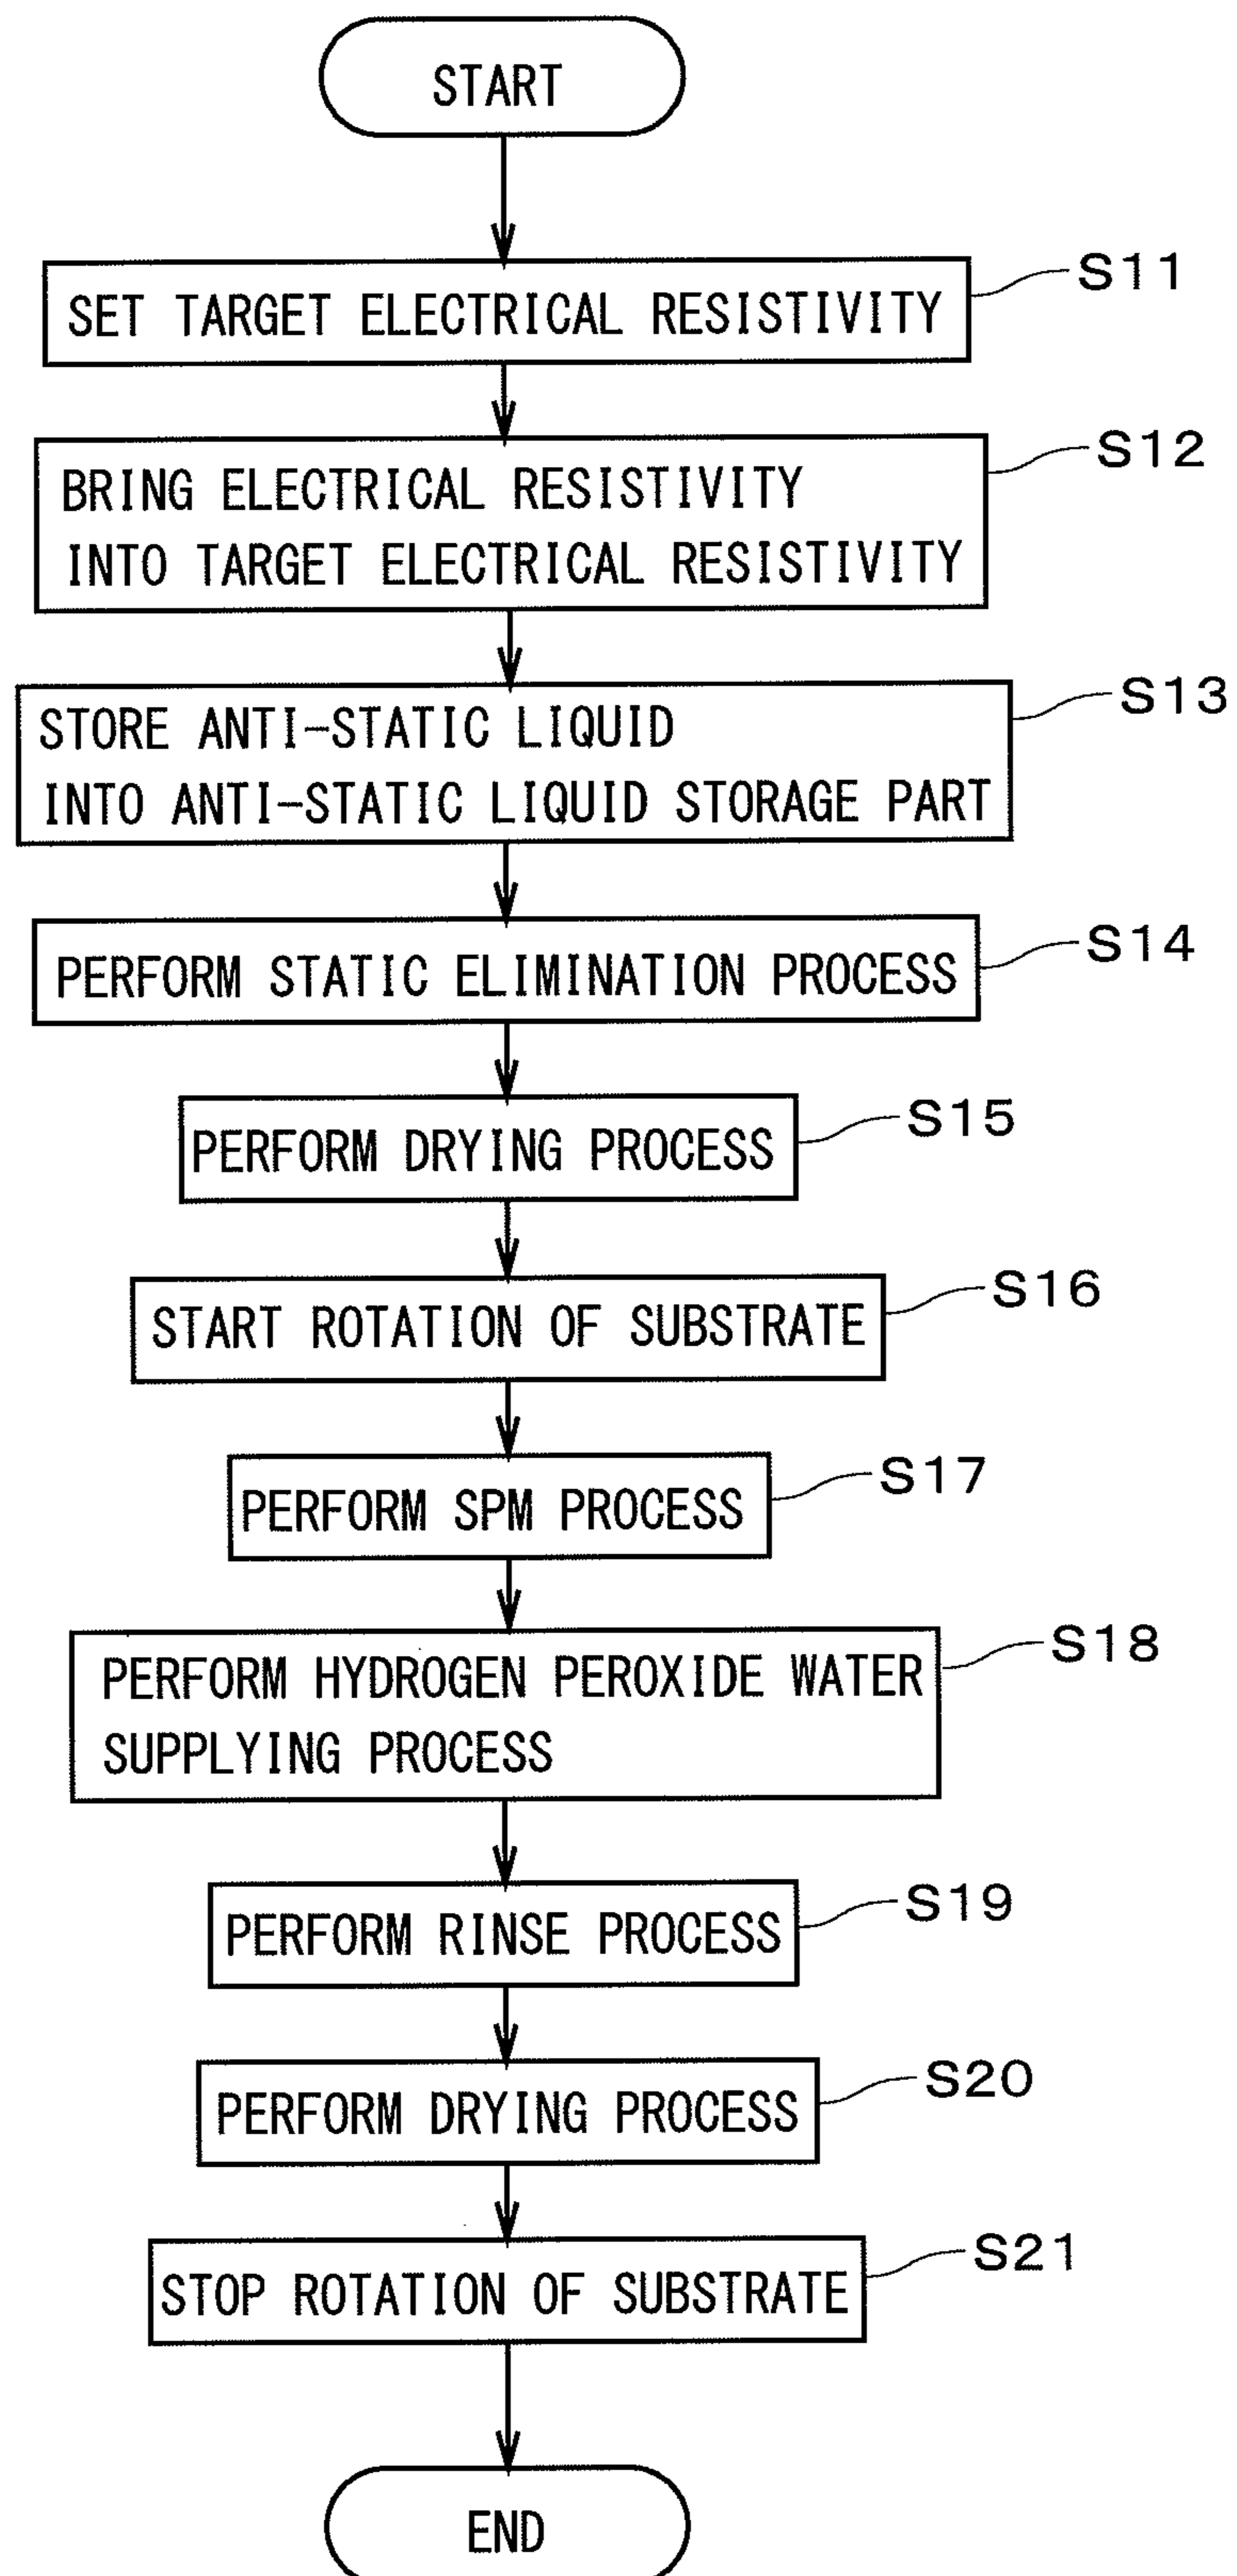 START
SET TARGET ELECTRICAL RESISTIVITY
S11
BRING ELECTRICAL RESISTIVITY
INTO TARGET ELECTRICAL RESISTIVITY
S12
STORE ANTI-STATIC LIQUID
INTO ANTI-STATIC LIQUID STORAGE PART
S13
PERFORM STATIC ELIMINATION PROCESS
S14
PERFORM DRYING PROCESS
S15
START ROTATION OF SUBSTRATE
S16
PERFORM SPM PROCESS
S17
PERFORM HYDROGEN PEROXIDE WATER
SUPPLYING PROCESS
S18
PERFORM RINSE PROCESS
S19
PERFORM DRYING PROCESS
S20
STOP ROTATION OF SUBSTRATE
S21
END